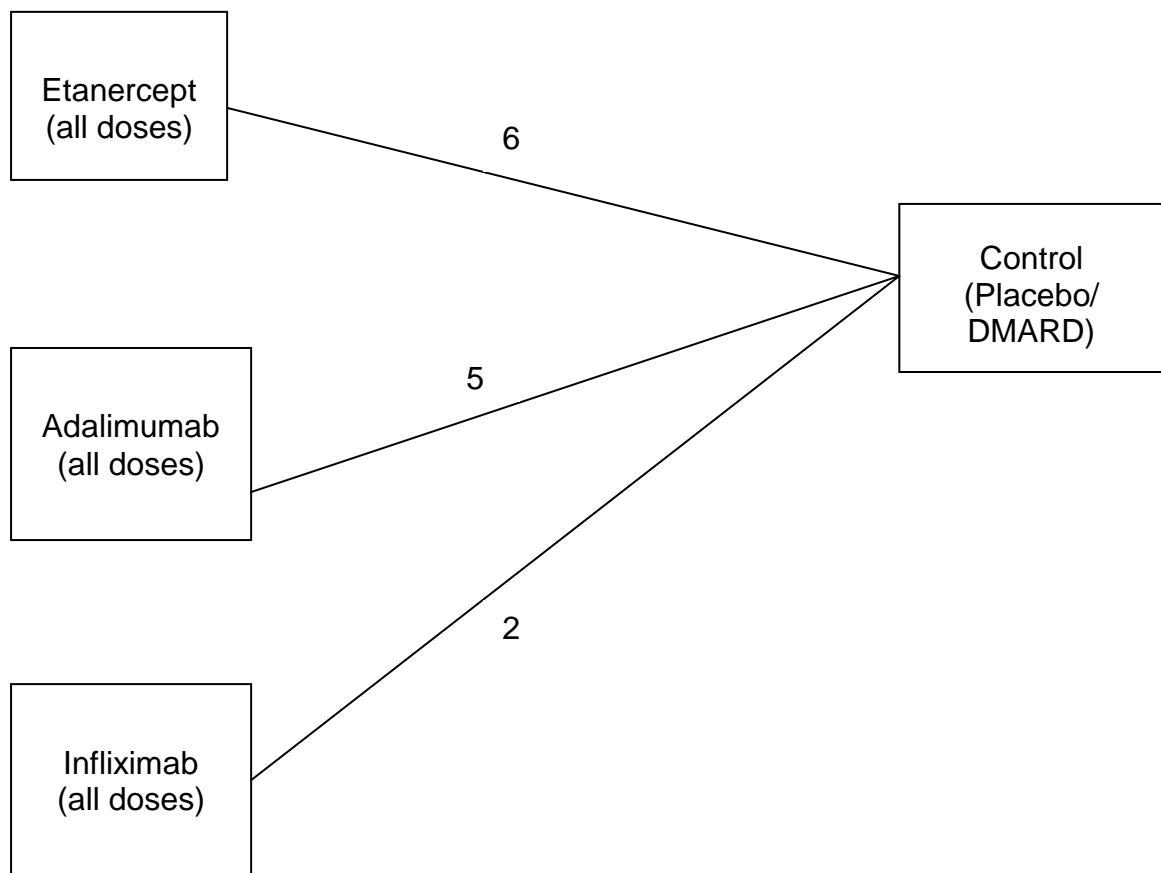 Etanercept
(all doses)
6
Control
(Placebo/
DMARD)
5
Adalimumab
(all doses)
2
Infliximab
(all doses)